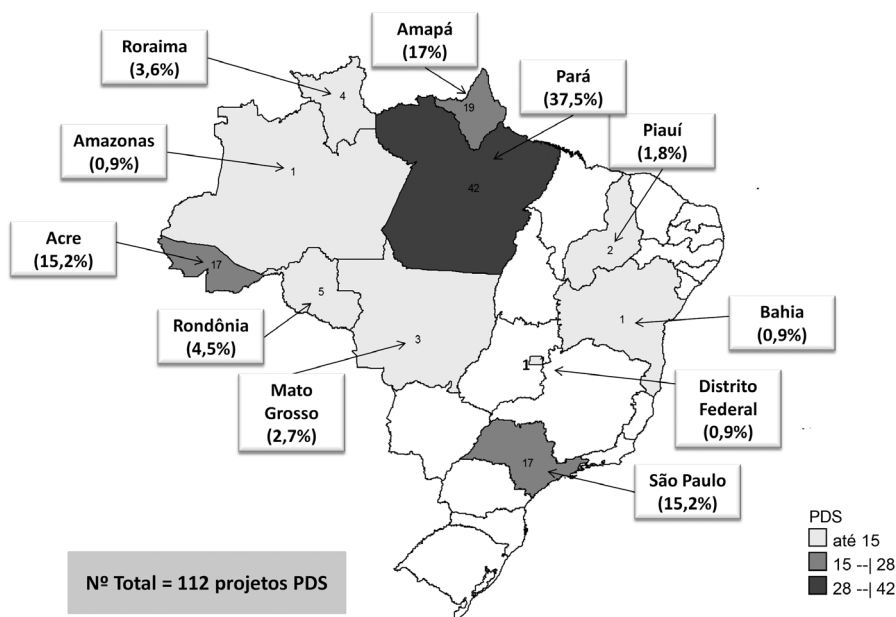 Amapá
(17%)
Roraima
(3,6%)
Pará
(37,5%)
Piauí
(1,8%)
Amazonas
(0,9%)
4
19
1
42
2
Acre
(15,2%)
17
5
Rondônia
(4,5%)
3
1
Bahia
(0,9%)
1
Mato
Grosso
(2,7%)
Distrito
Federal
(0,9%)
17
São Paulo
(15,2%)
PDS
até 15
15 --| 28
28 --| 42
Nº Total = 112 projetos PDS